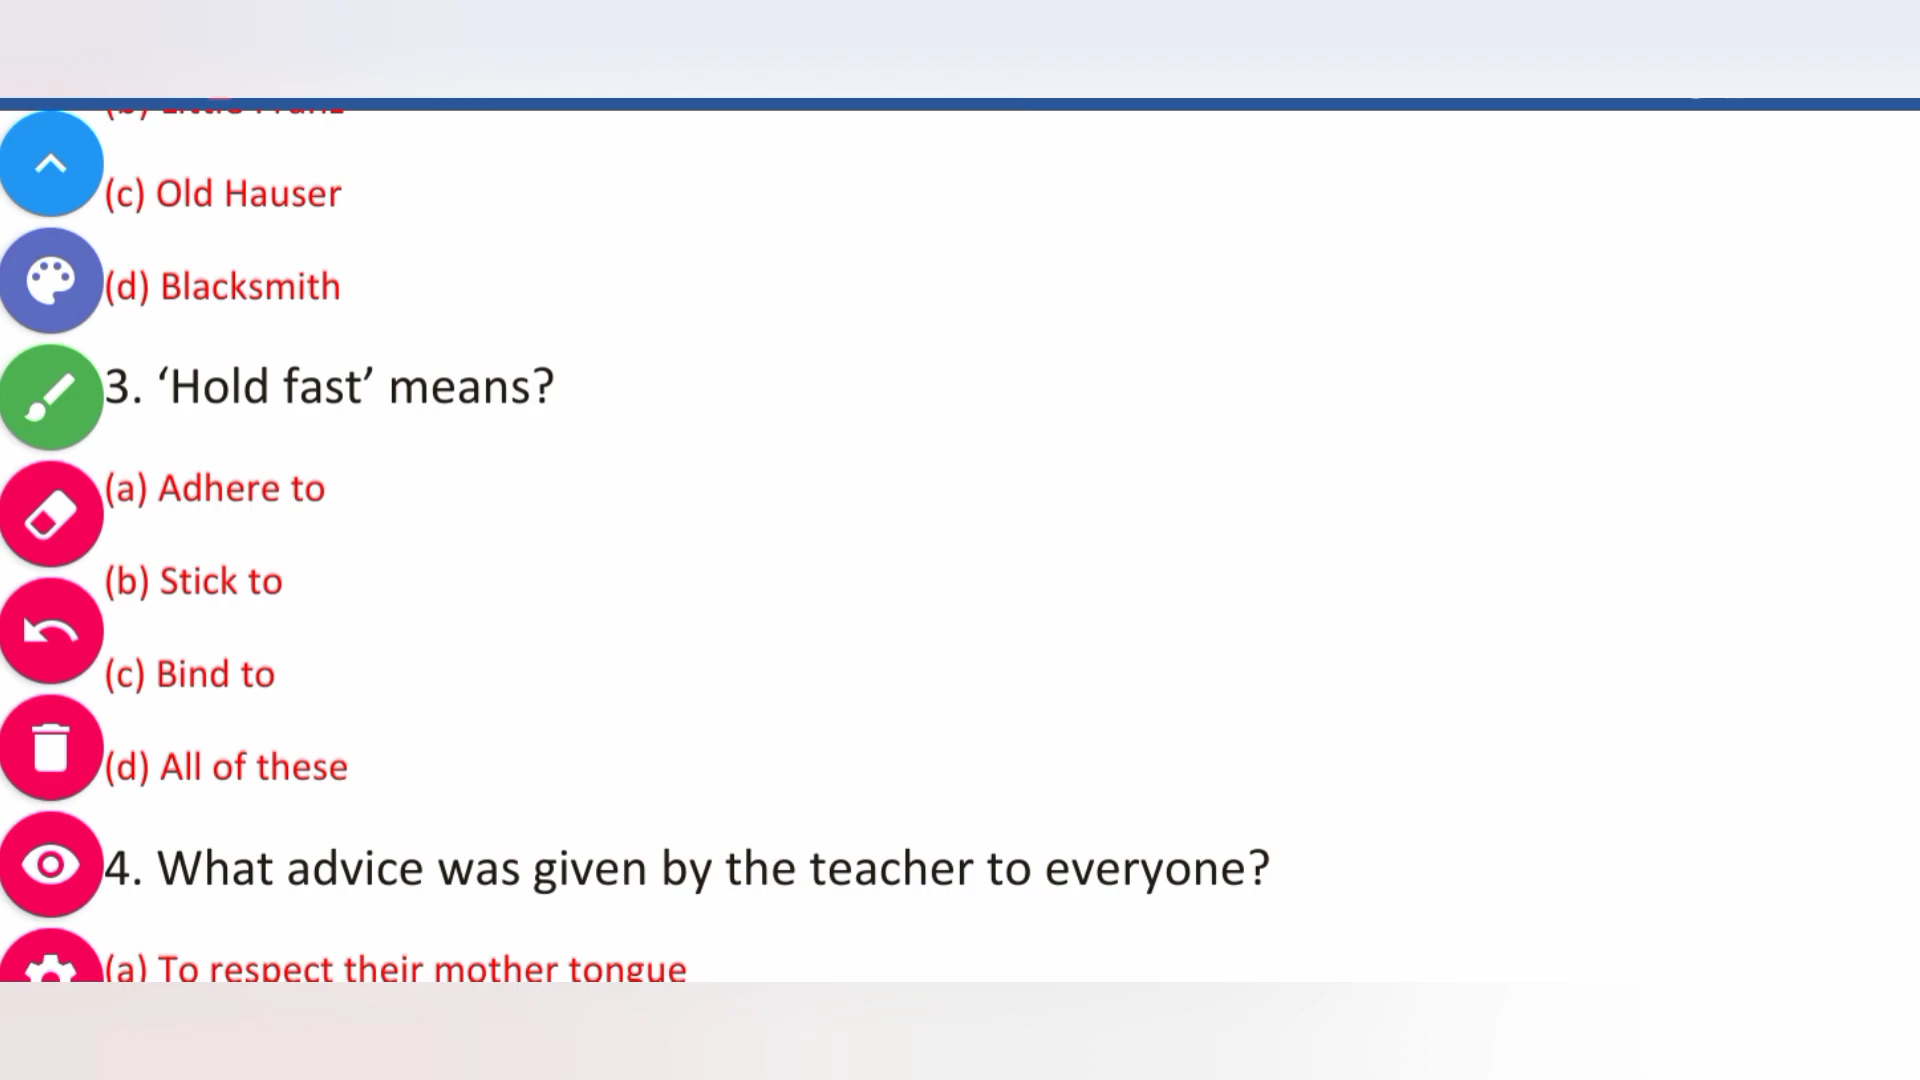 (c) Old Hauser
(d) Blacksmith
3. ‘Hold fast’ means?
(a) Adhere to
(b) Stick to
(c) Bind to
(d) All of these
4. What advice was given by the teacher to everyone?
(a) To respect their mother tongue